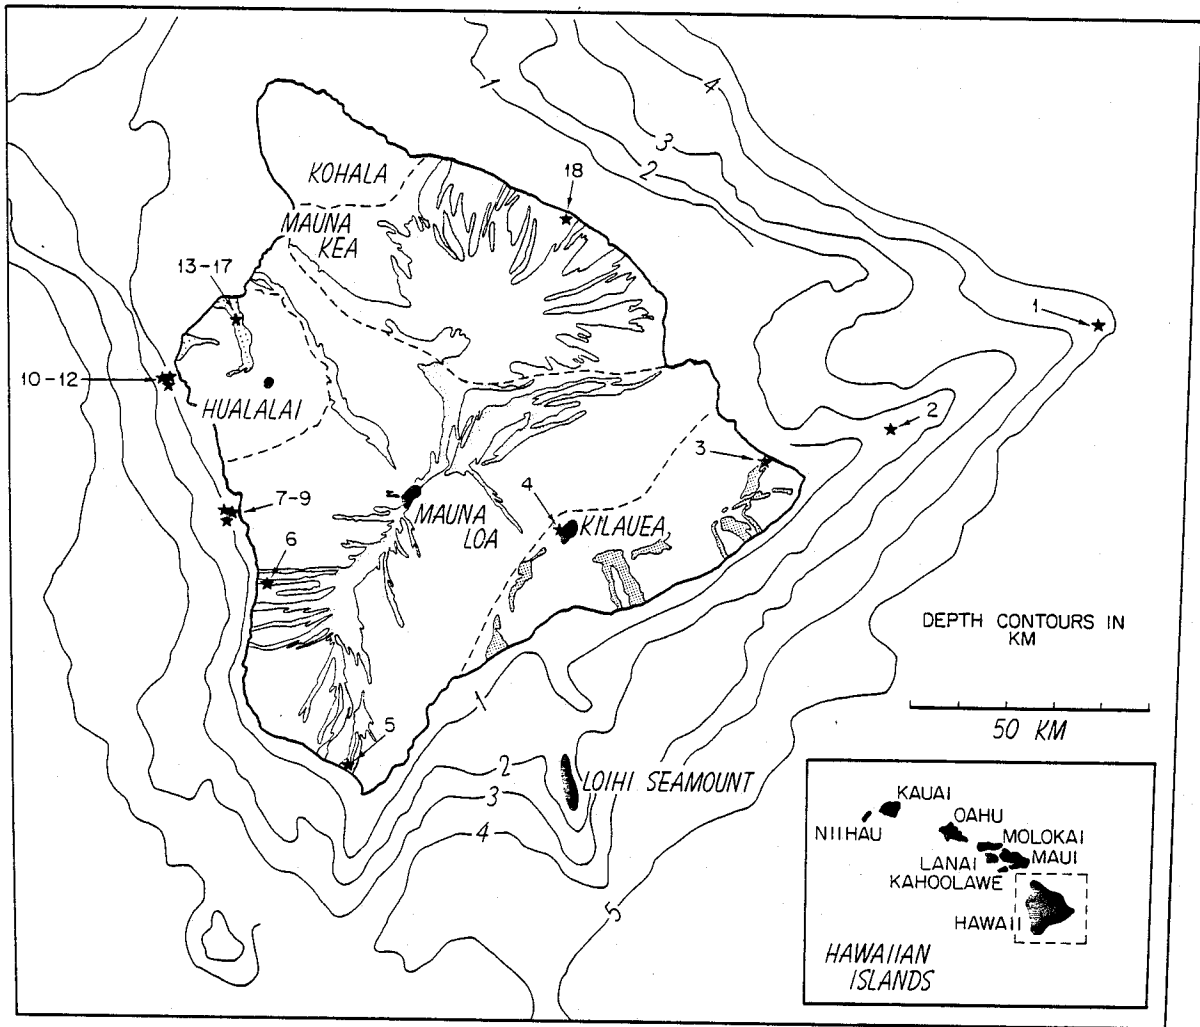 1
4
3
2
KOHALA
18
MAUNA
KEA
13-17
1
10-12
HUALALAI
2
3
4
7-9
MAUNA
LOA
KILAUEA
6
DEPTH CONTOURS IN
KM
1
50 KM
5
2
LOIHI SEAMOUNT
3
4
KAUAI
OAHU
NIIHAU
MOLOKAI
LANAI
MAUI
KAHOOLAWE
5
HAWAII
HAWAIIAN
ISLANDS